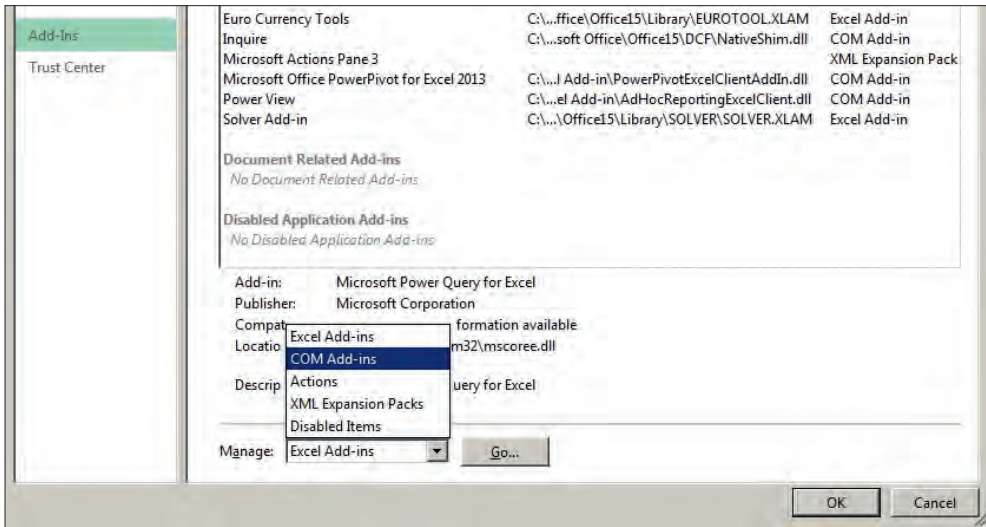 Add-Ins
Trust Center
Euro Currency Tools C:\...ffice\Office15\Library\EUROTOOL.XLAM Excel Add-in
Inquire C:\...soft Office\Office15\DCF\NativeShim.dll COM Add-in
Microsoft Actions Pane 3 XML Expansion Pack
Microsoft Office PowerPivot for Excel 2013 C:\...l Add-in\PowerPivotExcelClientAddIn.dll COM Add-in
Power View C:\...el Add-in\AdHocReportingExcelClient.dll COM Add-in
Solver Add-in C:\...\Office15\Library\SOLVER\SOLVER.XLAM Excel Add-in
Document Related Add-ins
No Document Related Add-ins
Disabled Application Add-ins
No Disabled Application Add-ins
Add-in: Microsoft Power Query for Excel
Publisher: Microsoft Corporation
Compat formation available
Excel Add-ins
Locatio m32\mscoree.dll
COM Add-ins
Descrip Actions uery for Excel
XML Expansion Packs
Disabled Items
Manage: Excel Add-ins Go...
OK Cancel